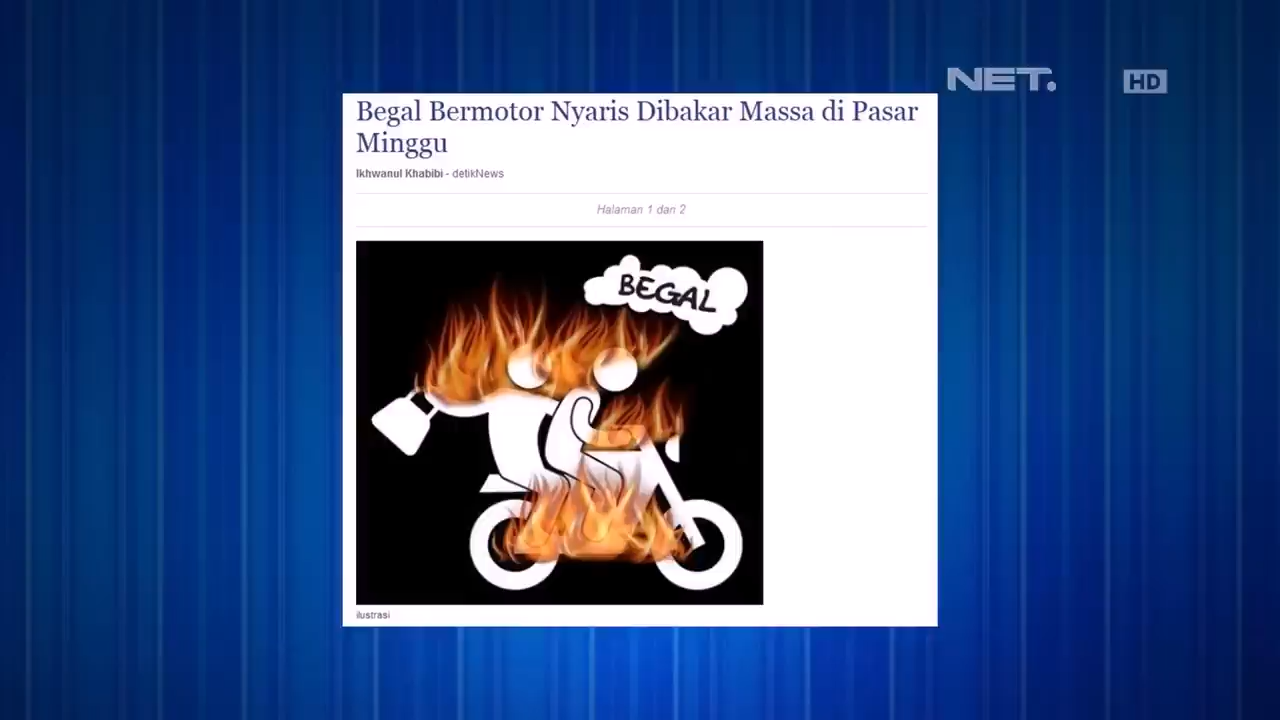 NET.
HD
Begal Bermotor Nyaris Dibakar Massa di Pasar
Minggu
Ikhwanul Khabibi - detikNews
Halaman 1 dari 2
BEGAL
ilustrasi